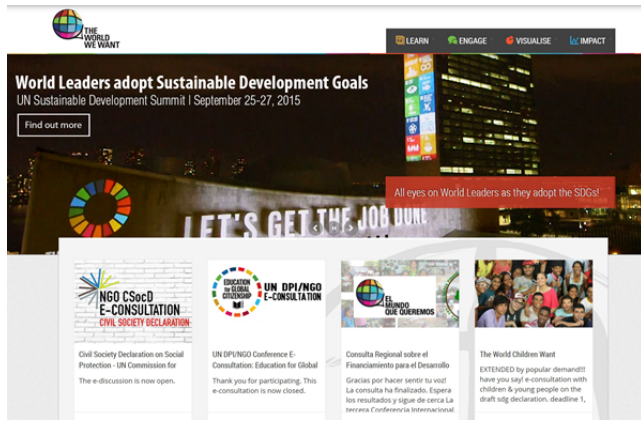 THE
WORLD
WE WANT
LEARN
ENGAGE
VISUALISE
IMPACT
World Leaders adopt Sustainable Development Goals
UN Sustainable Development Summit | September 25-27, 2015
Find out more
All eyes on World Leaders as they adopt the SDGs!
LET'S GET THE JOB DONE
NGO CSocD
E-CONSULTATION
CIVIL SOCIETY DECLARATION
Civil Society Declaration on Social
Protection - UN Commission for
The e-discussion is now open.
EDUCATION
for GLOBAL
CITIZENSHIP
UN DPI/NGO
E-CONSULTATION
UN DPI/NGO Conference E-
Consultation: Education for Global
Thank you for participating. This
e-consultation is now closed.
EL
MUNDO
QUE QUEREMOS
Consulta Regional sobre el
Financiamiento para el Desarrollo
Gracias por hacer sentir tu voz!
La consulta ha finalizado. Espera
los resultados y sigue de cerca La
tercera Conferencia Internacional
The World Children Want
EXTENDED by popular demand!!!
have you say! e-consultation with
children & young people on the
draft sdg declaration. deadline 1,